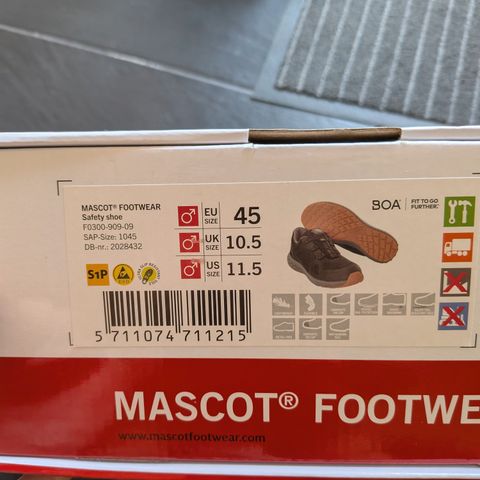 MASCOT® FOOTWEAR
Safety shoe
F0300-909-09
SAP-Size: 1045
DB-nr.: 2028432
EU SIZE 45
UK SIZE 10.5
US SIZE 11.5
BOA® FIT TO GO FURTHER.™
S1P
ESD
5 711074 711215
MASCOT® FOOTWE
www.mascotfootwear.com